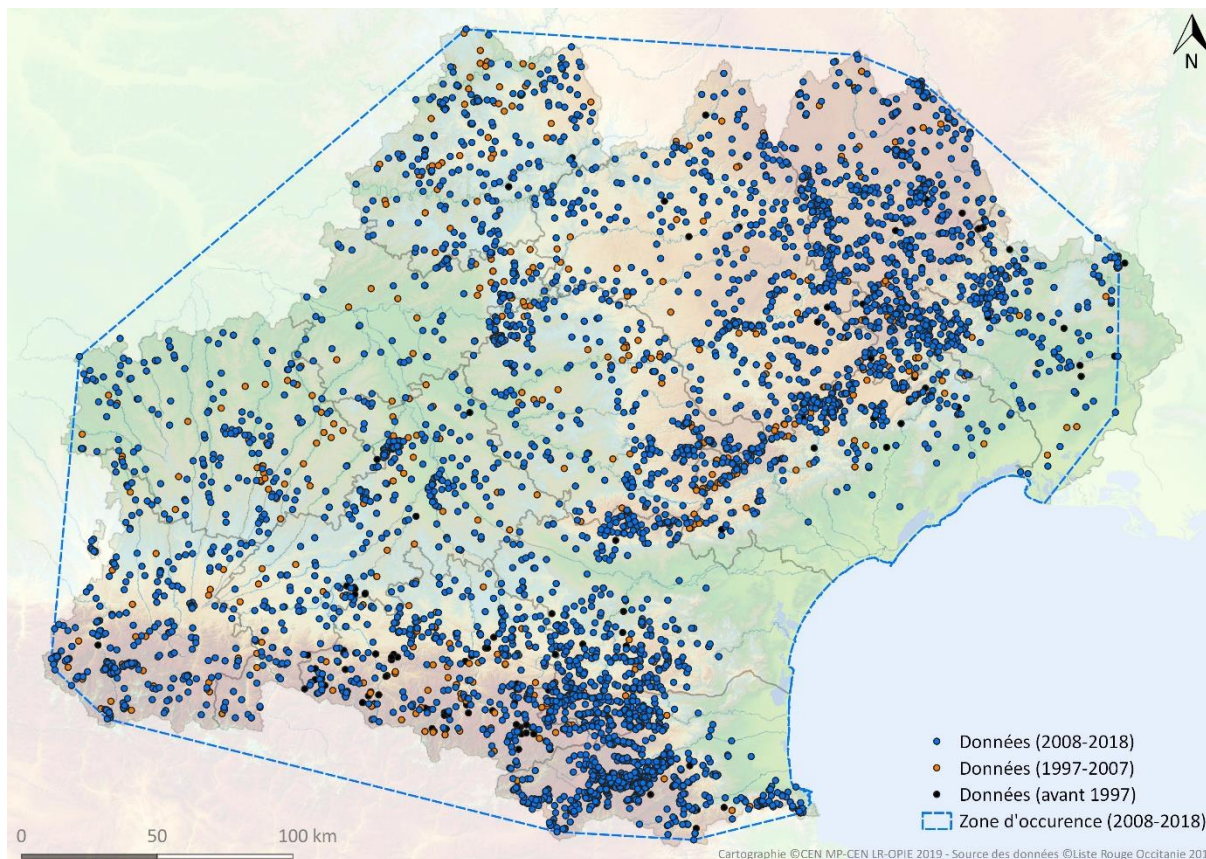 N
Données (2008-2018)
Données (1997-2007)
Données (avant 1997)
Zone d'occurence (2008-2018)
0 50 100 km
Cartographie ©CEN MP-CEN LR-OPIE 2019 - Source des données ©Liste Rouge Occitanie 201